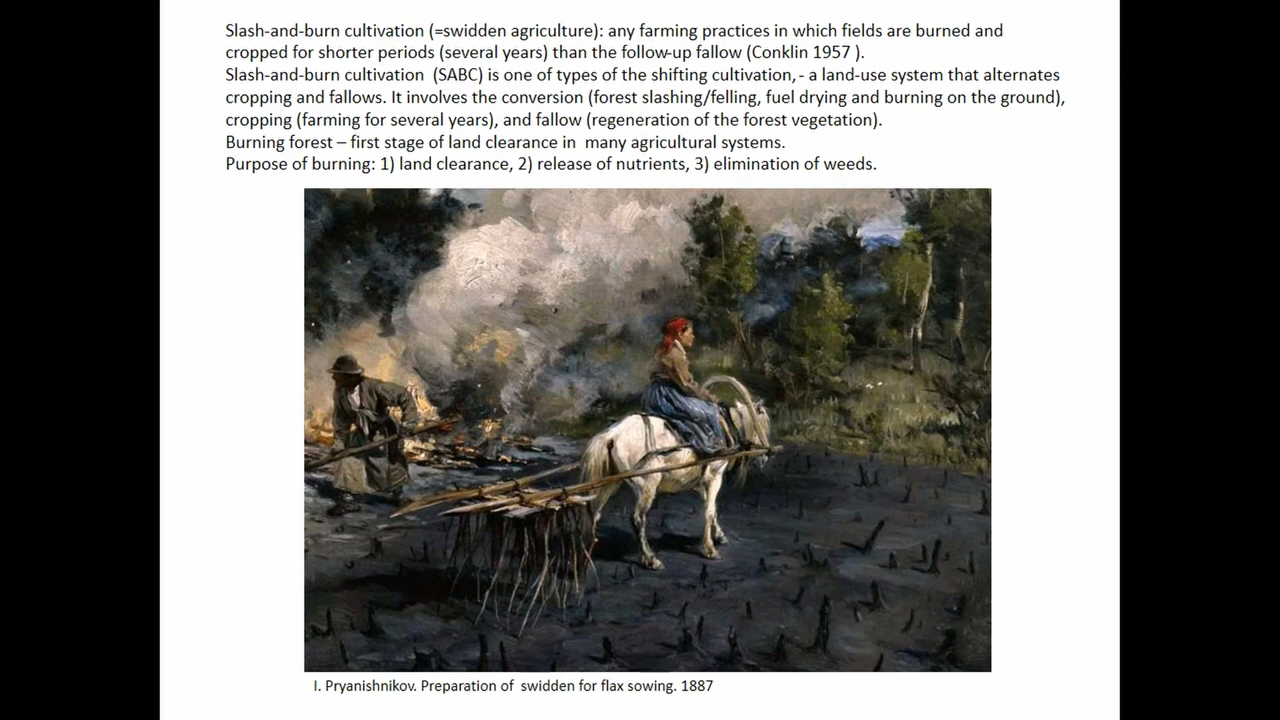 Slash-and-burn cultivation (=swidden agriculture): any farming practices in which fields are burned and
cropped for shorter periods (several years) than the follow-up fallow (Conklin 1957 ).
Slash-and-burn cultivation (SABC) is one of types of the shifting cultivation, - a land-use system that alternates
cropping and fallows. It involves the conversion (forest slashing/felling, fuel drying and burning on the ground),
cropping (farming for several years), and fallow (regeneration of the forest vegetation).
Burning forest – first stage of land clearance in many agricultural systems.
Purpose of burning: 1) land clearance, 2) release of nutrients, 3) elimination of weeds.
I. Pryanishnikov. Preparation of swidden for flax sowing. 1887